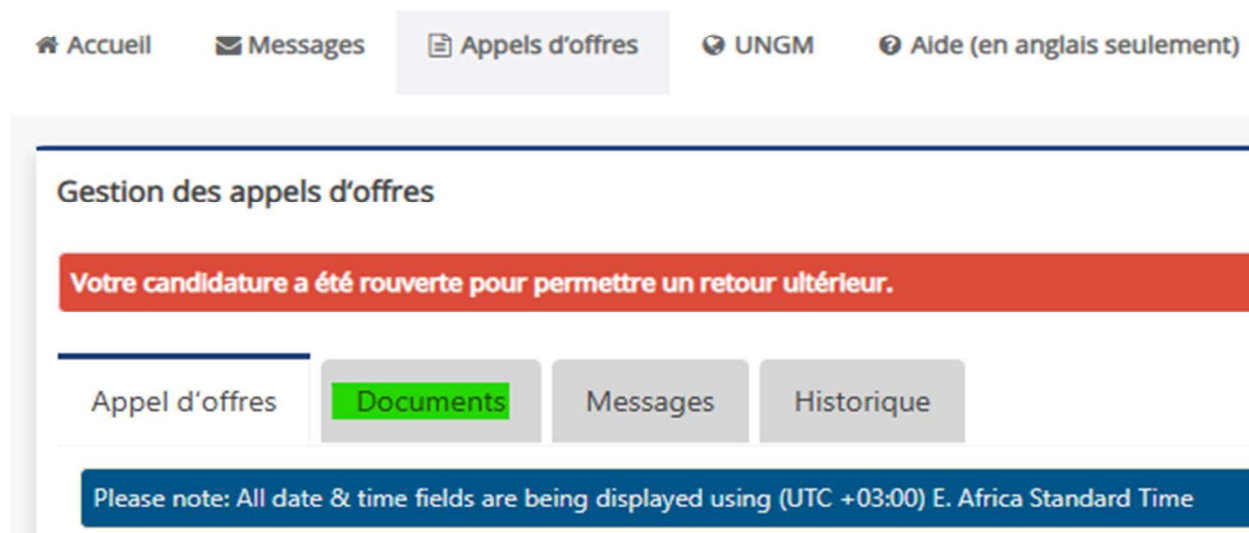 Accueil Messages Appels d'offres UNGM Aide (en anglais seulement)
Gestion des appels d'offres
Votre candidature a été rouverte pour permettre un retour ultérieur.
Appel d'offres Documents Messages Historique
Please note: All date & time fields are being displayed using (UTC +03:00) E. Africa Standard Time